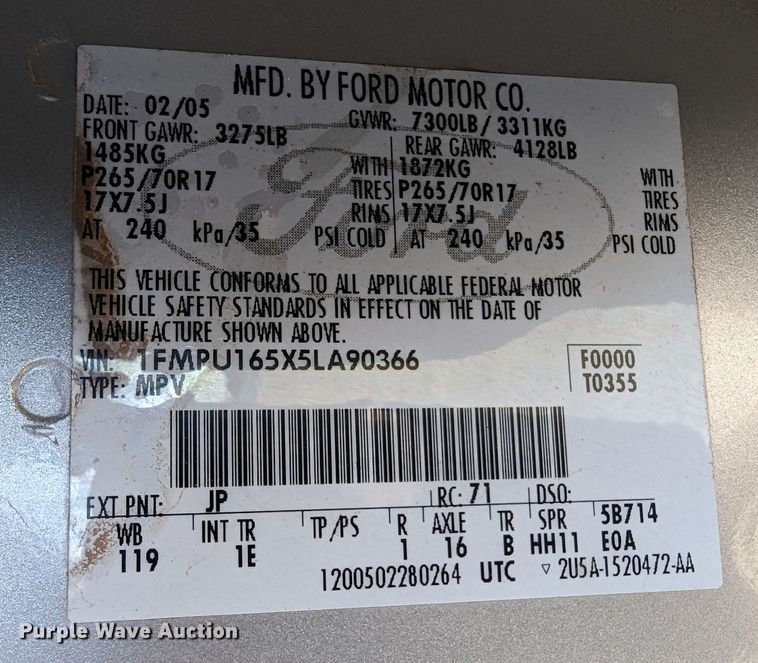 MFD. BY FORD MOTOR CO.
DATE: 02/05 GVWR: 7300LB / 3311KG
FRONT GAWR: 3275LB REAR GAWR: 4128LB
1485KG WITH 1872KG WITH
P265/70R17 TIRES P265/70R17 TIRES
17X7.5J RIMS 17X7.5J RIMS
AT 240 kPa/35 PSI COLD AT 240 kPa/35 PSI COLD
Ford
THIS VEHICLE CONFORMS TO ALL APPLICABLE FEDERAL MOTOR
VEHICLE SAFETY STANDARDS IN EFFECT ON THE DATE OF
MANUFACTURE SHOWN ABOVE.
VIN: 1FMPU165X5LA90366 F0000
TYPE: MPV T0355
EXT PNT: JP RC: 71 DSO:
WB INT TR TP/PS R AXLE TR SPR 5B714
119 1E 1 16 B HH11 E0A
1200502280264 UTC ▽ 2U5A-1520472-AA
Purple Wave Auction